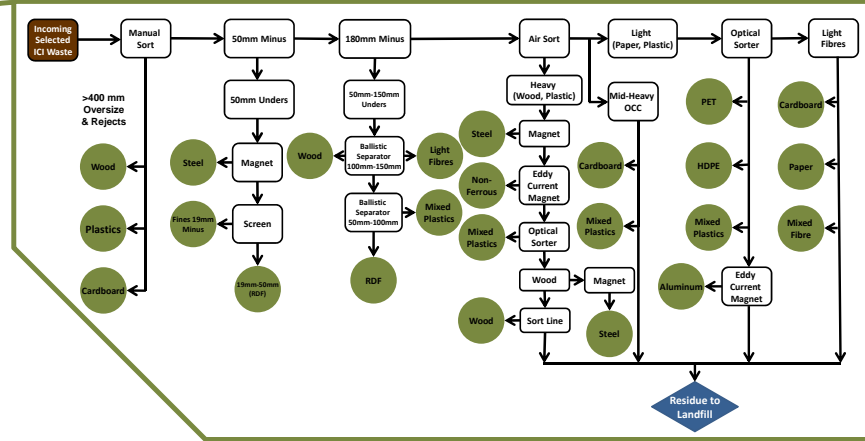 Incoming
Selected
ICI Waste
Manual
Sort
50mm Minus
180mm Minus
Air Sort
Light
(Paper, Plastic)
Optical
Sorter
Light
Fibres
>400 mm
Oversize
& Rejects
Wood
Plastics
Cardboard
50mm Unders
Magnet
Steel
Screen
Fines 19mm
Minus
19mm-50mm
(RDF)
50mm-150mm
Unders
Ballistic
Separator
100mm-150mm
Wood
Light
Fibres
Ballistic
Separator
50mm-100mm
Mixed
Plastics
RDF
Heavy
(Wood, Plastic)
Magnet
Steel
Eddy
Current
Magnet
Non-
Ferrous
Optical
Sorter
Mixed
Plastics
Wood
Magnet
Steel
Sort Line
Wood
Mid-Heavy
OCC
Cardboard
Mixed
Plastics
PET
HDPE
Mixed
Plastics
Eddy
Current
Magnet
Aluminum
Cardboard
Paper
Mixed
Fibre
Residue to
Landfill